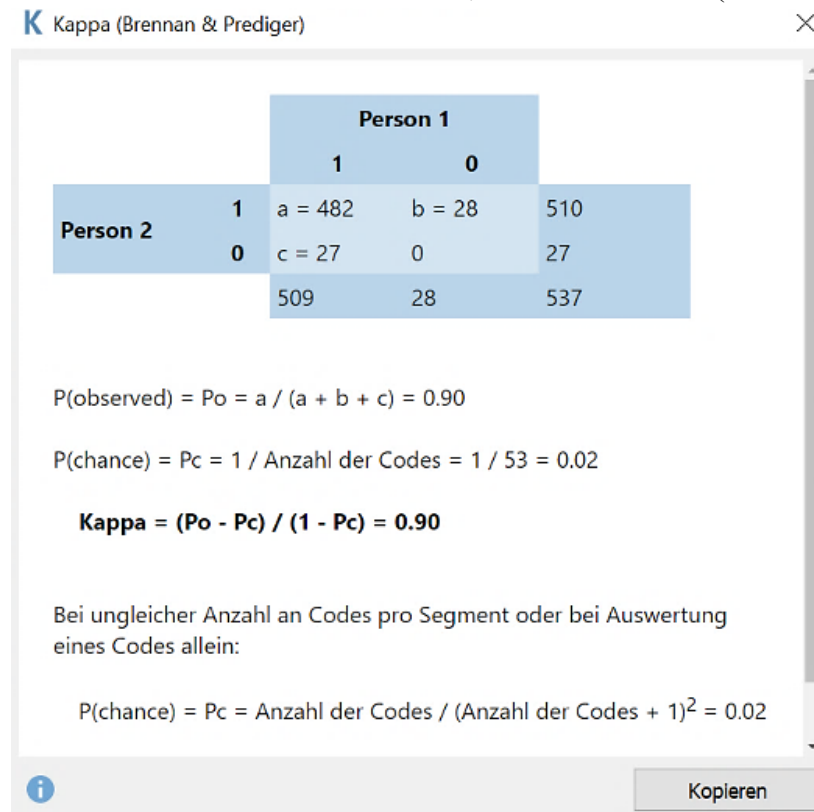 K Kappa (Brennan & Prediger)
Person 1
1 0
Person 2 1 a = 482 b = 28 510
0 c = 27 0 27
509 28 537
P(observed) = Po = a / (a + b + c) = 0.90
P(chance) = Pc = 1 / Anzahl der Codes = 1 / 53 = 0.02
Kappa = (Po - Pc) / (1 - Pc) = 0.90
Bei ungleicher Anzahl an Codes pro Segment oder bei Auswertung
eines Codes allein:
P(chance) = Pc = Anzahl der Codes / (Anzahl der Codes + 1)² = 0.02
Kopieren